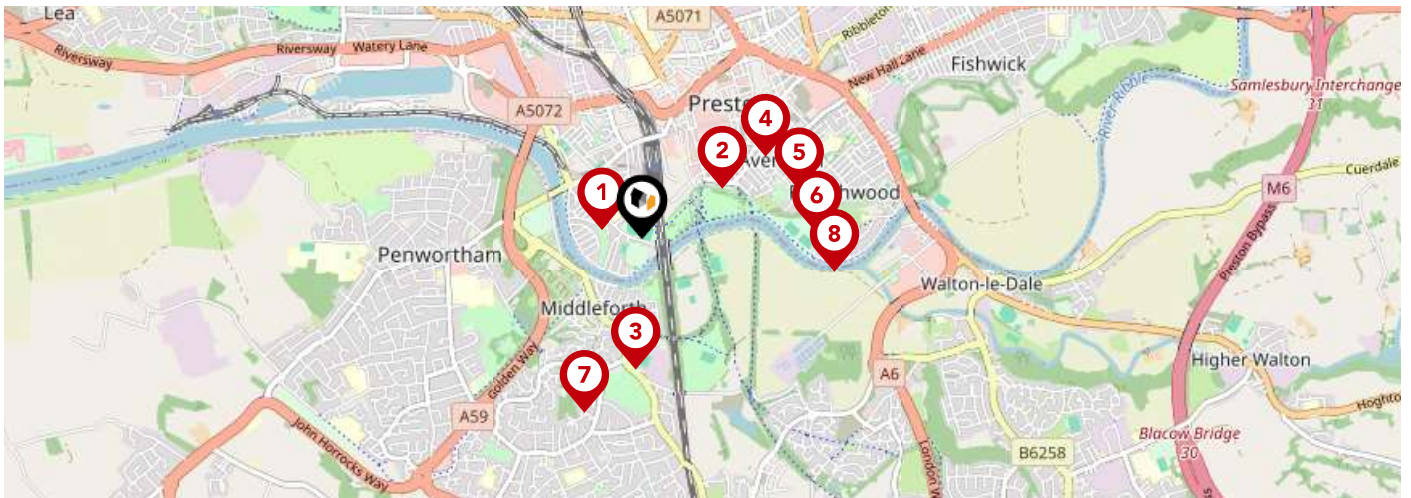 Lea
A5071
Riversway
Riversway
Watery Lane
Ribbleton
New Hall Lane
Fishwick
Samlesbury Interchange
31
A5072
Prest
River Ribble
4
2
Aven
5
Cuerdale
1
6
hwood
M6
8
Preston Bypass
Penwortham
Walton-le-Dale
Middleforth
3
Higher Walton
7
Golden Way
A6
A59
Hoghto
John Horrocks Way
London W
B6258
Blacow Bridge
30